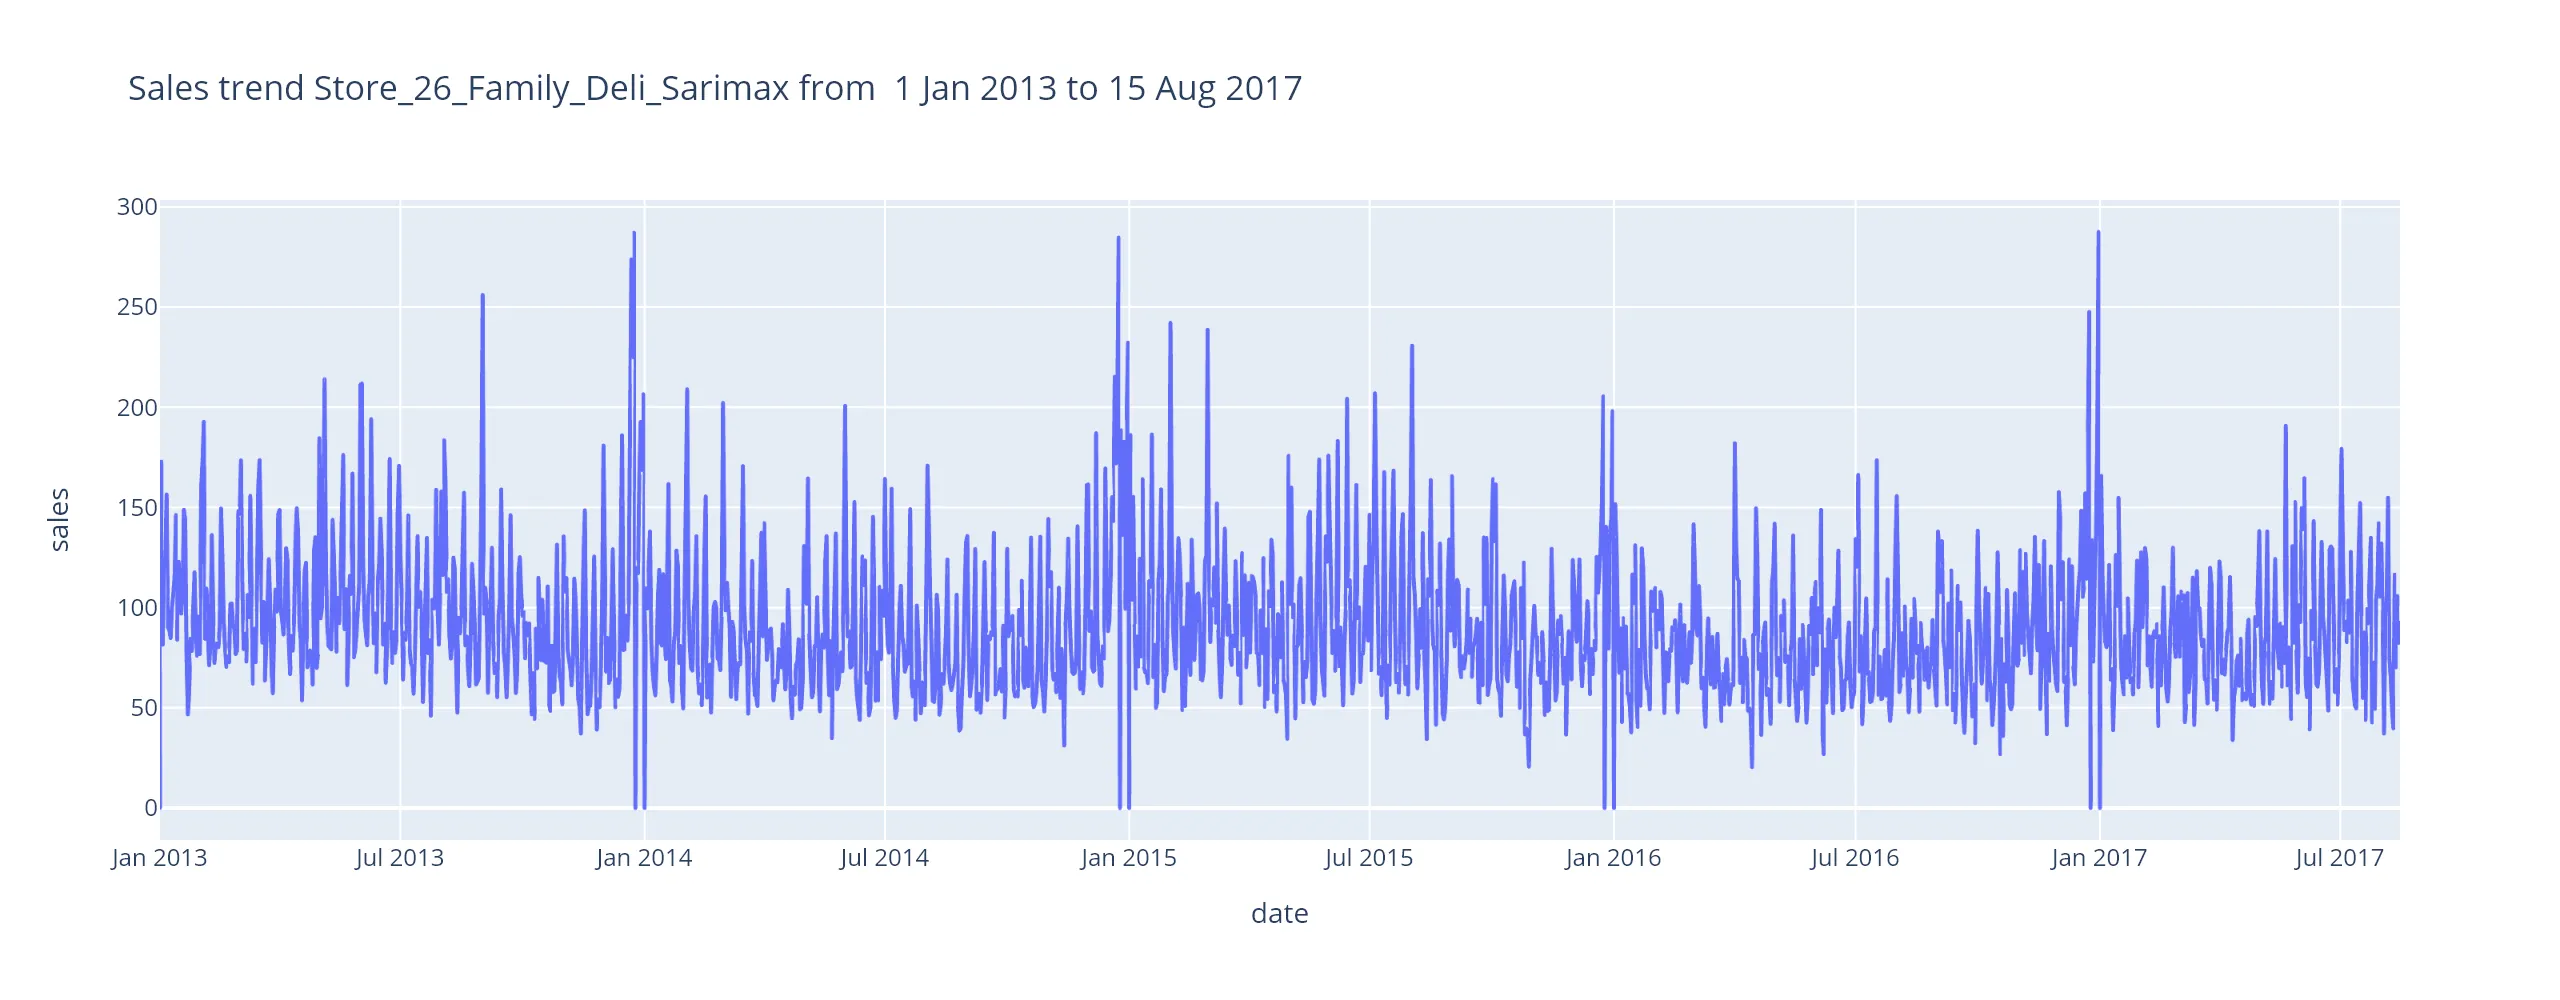 Sales trend Store_26_Family_Deli_Sarimax from  1 Jan 2013 to 15 Aug 2017
300
250
200
150
100
50
0
sales
Jan 2013
Jul 2013
Jan 2014
Jul 2014
Jan 2015
Jul 2015
Jan 2016
Jul 2016
Jan 2017
Jul 2017
date